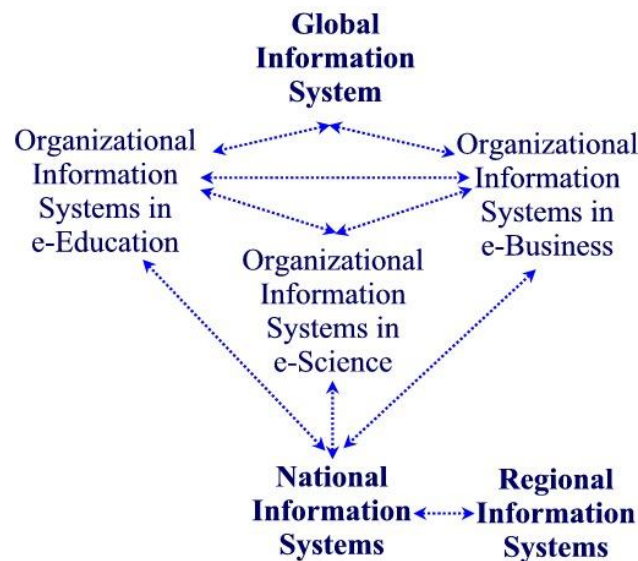 Global
Information
System
Organizational
Information
Systems in
e-Education
Organizational
Information
Systems in
e-Business
Organizational
Information
Systems in
e-Science
National
Information
Systems
Regional
Information
Systems